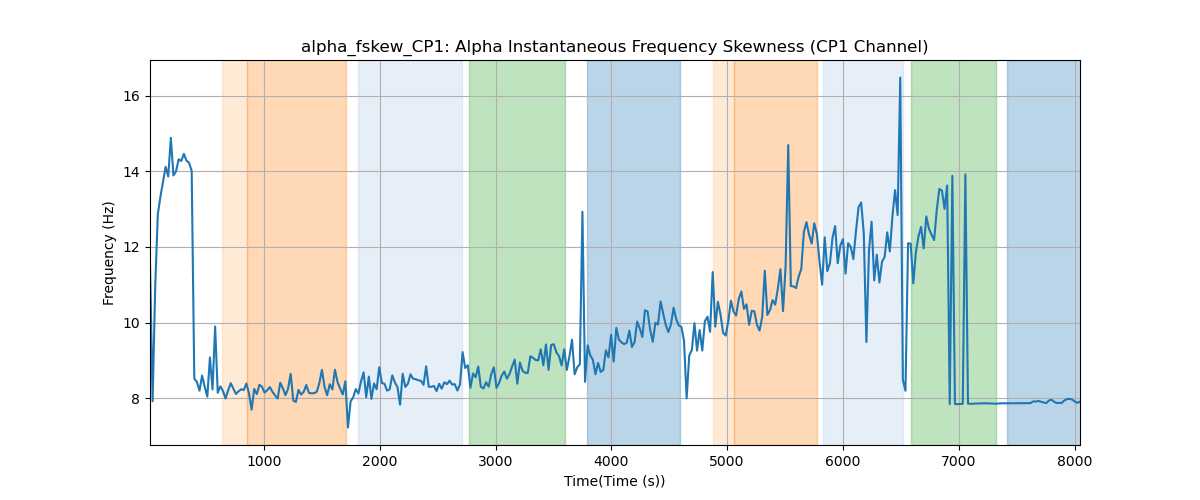 alpha_fskew_CP1: Alpha Instantaneous Frequency Skewness (CP1 Channel)
16
14
12
10
8
Frequency (Hz)
1000 2000 3000 4000 5000 6000 7000 8000
Time(Time (s))